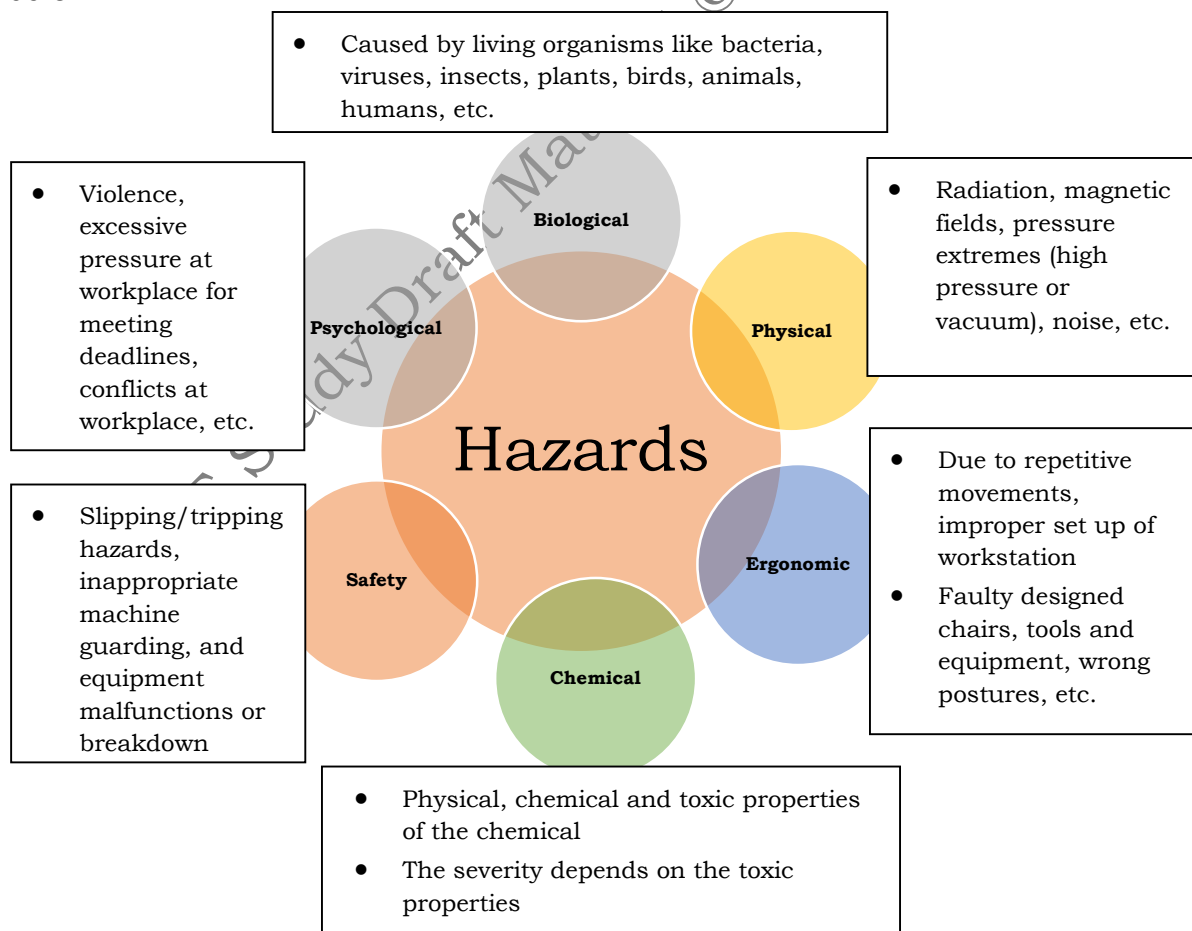 • Caused by living organisms like bacteria,
viruses, insects, plants, birds, animals,
humans, etc.
Biological
• Violence,
excessive
pressure at
workplace for
meeting
deadlines,
conflicts at
workplace, etc.
Psychological
• Radiation, magnetic
fields, pressure
extremes (high
pressure or
vacuum), noise, etc.
Physical
Hazards
• Slipping/tripping
hazards,
inappropriate
machine
guarding, and
equipment
malfunctions or
breakdown
Safety
• Due to repetitive
movements,
improper set up of
workstation
• Faulty designed
chairs, tools and
equipment, wrong
postures, etc.
Ergonomic
Chemical
• Physical, chemical and toxic properties
of the chemical
• The severity depends on the toxic
properties
Draft
©